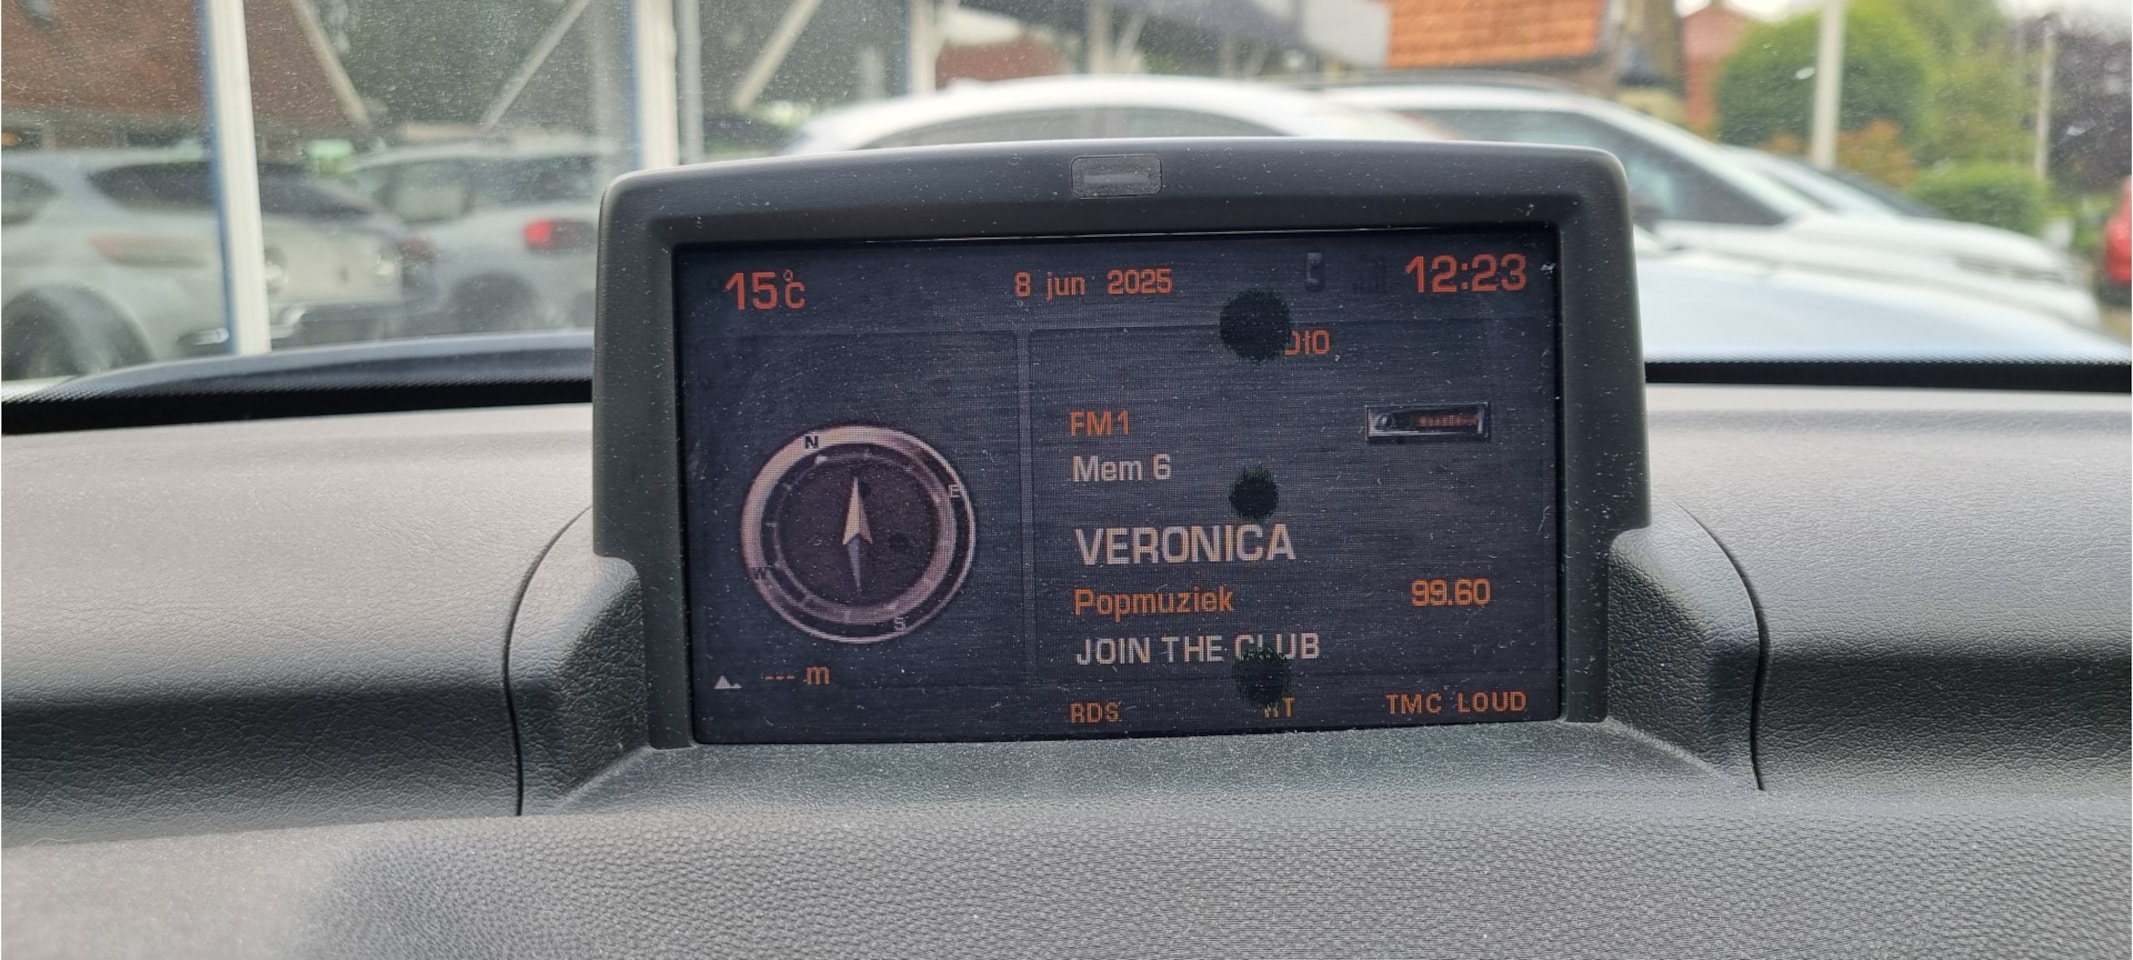 15°C 8 jun 2025 12:23
FM1
Mem 6
VERONICA
Popmuziek 99.60
JOIN THE CLUB
--- m
RDS TMC LOUD
N
E
S
W